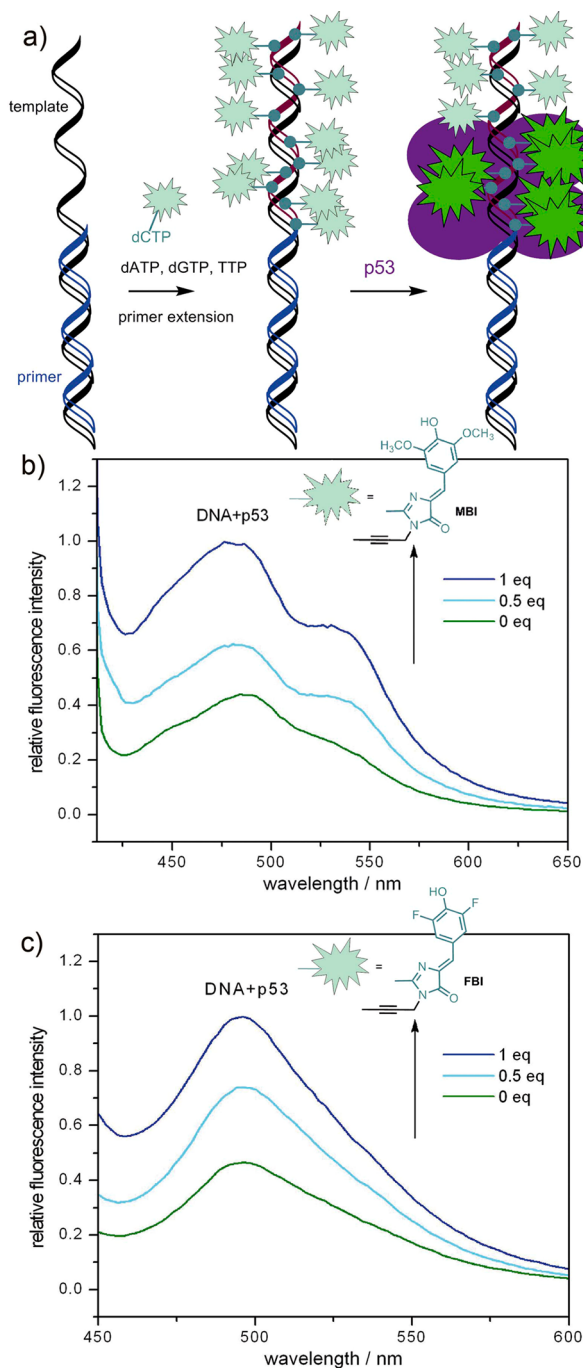 a)
template
dCTP
dATP, dGTP, TTP
primer extension
primer
p53
b)
HO
H₃CO
OCH₃
N
N
O
MBI
=
DNA+p53
1 eq
0.5 eq
0 eq
relative fluorescence intensity
1.2
1.0
0.8
0.6
0.4
0.2
0.0
450 500 550 600 650
wavelength / nm
c)
HO
F
F
N
N
O
FBI
=
DNA+p53
1 eq
0.5 eq
0 eq
relative fluorescence intensity
1.2
1.0
0.8
0.6
0.4
0.2
0.0
450 500 550 600
wavelength / nm